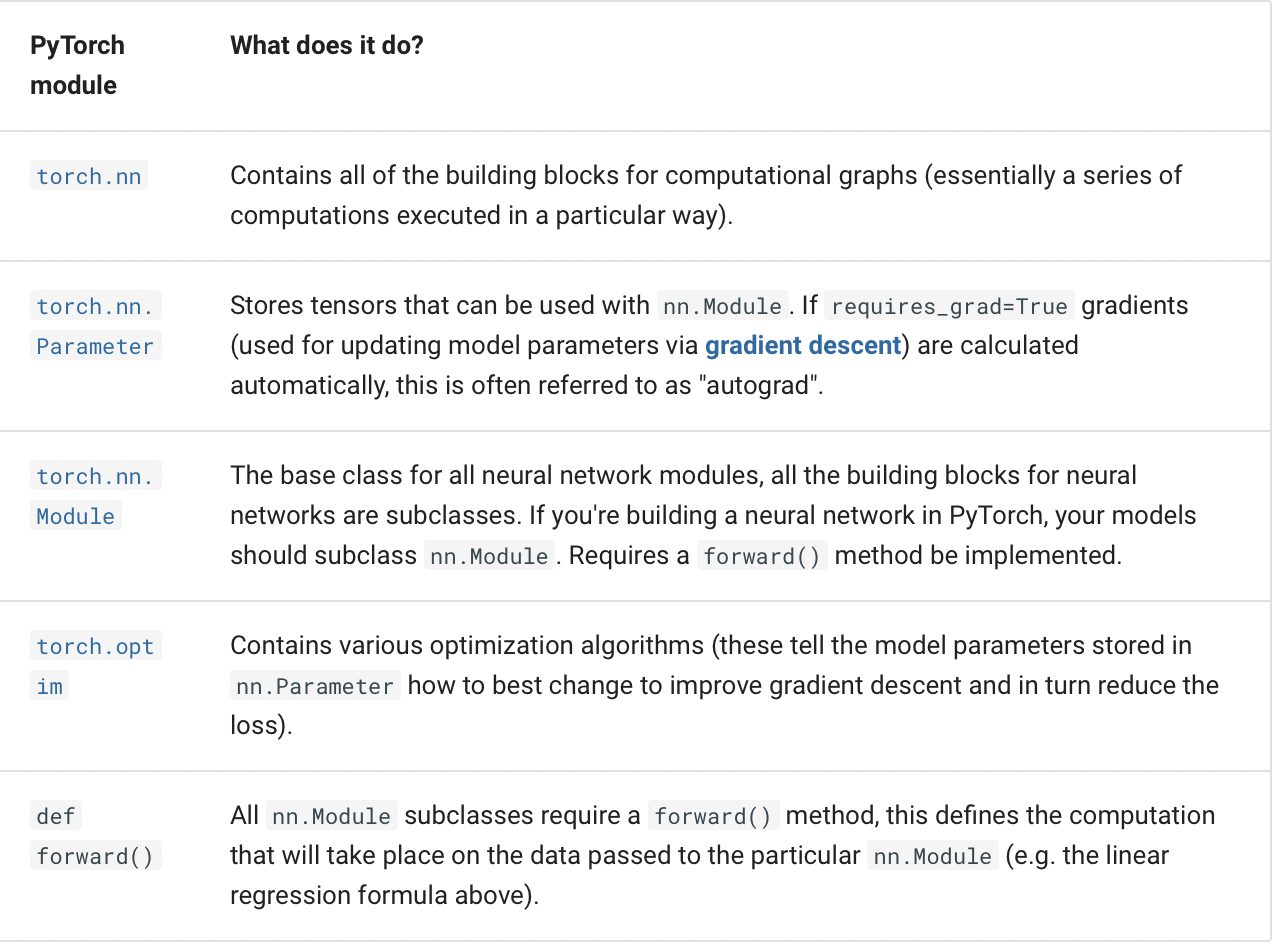 PyTorch
module
What does it do?
torch.nn
Contains all of the building blocks for computational graphs (essentially a series of
computations executed in a particular way).
torch.nn.
Parameter
Stores tensors that can be used with nn.Module. If requires_grad=True gradients
(used for updating model parameters via gradient descent) are calculated
automatically, this is often referred to as "autograd".
torch.nn.
Module
The base class for all neural network modules, all the building blocks for neural
networks are subclasses. If you're building a neural network in PyTorch, your models
should subclass nn.Module. Requires a forward() method be implemented.
torch.opt
im
Contains various optimization algorithms (these tell the model parameters stored in
nn.Parameter how to best change to improve gradient descent and in turn reduce the
loss).
def
forward()
All nn.Module subclasses require a forward() method, this defines the computation
that will take place on the data passed to the particular nn.Module (e.g. the linear
regression formula above).